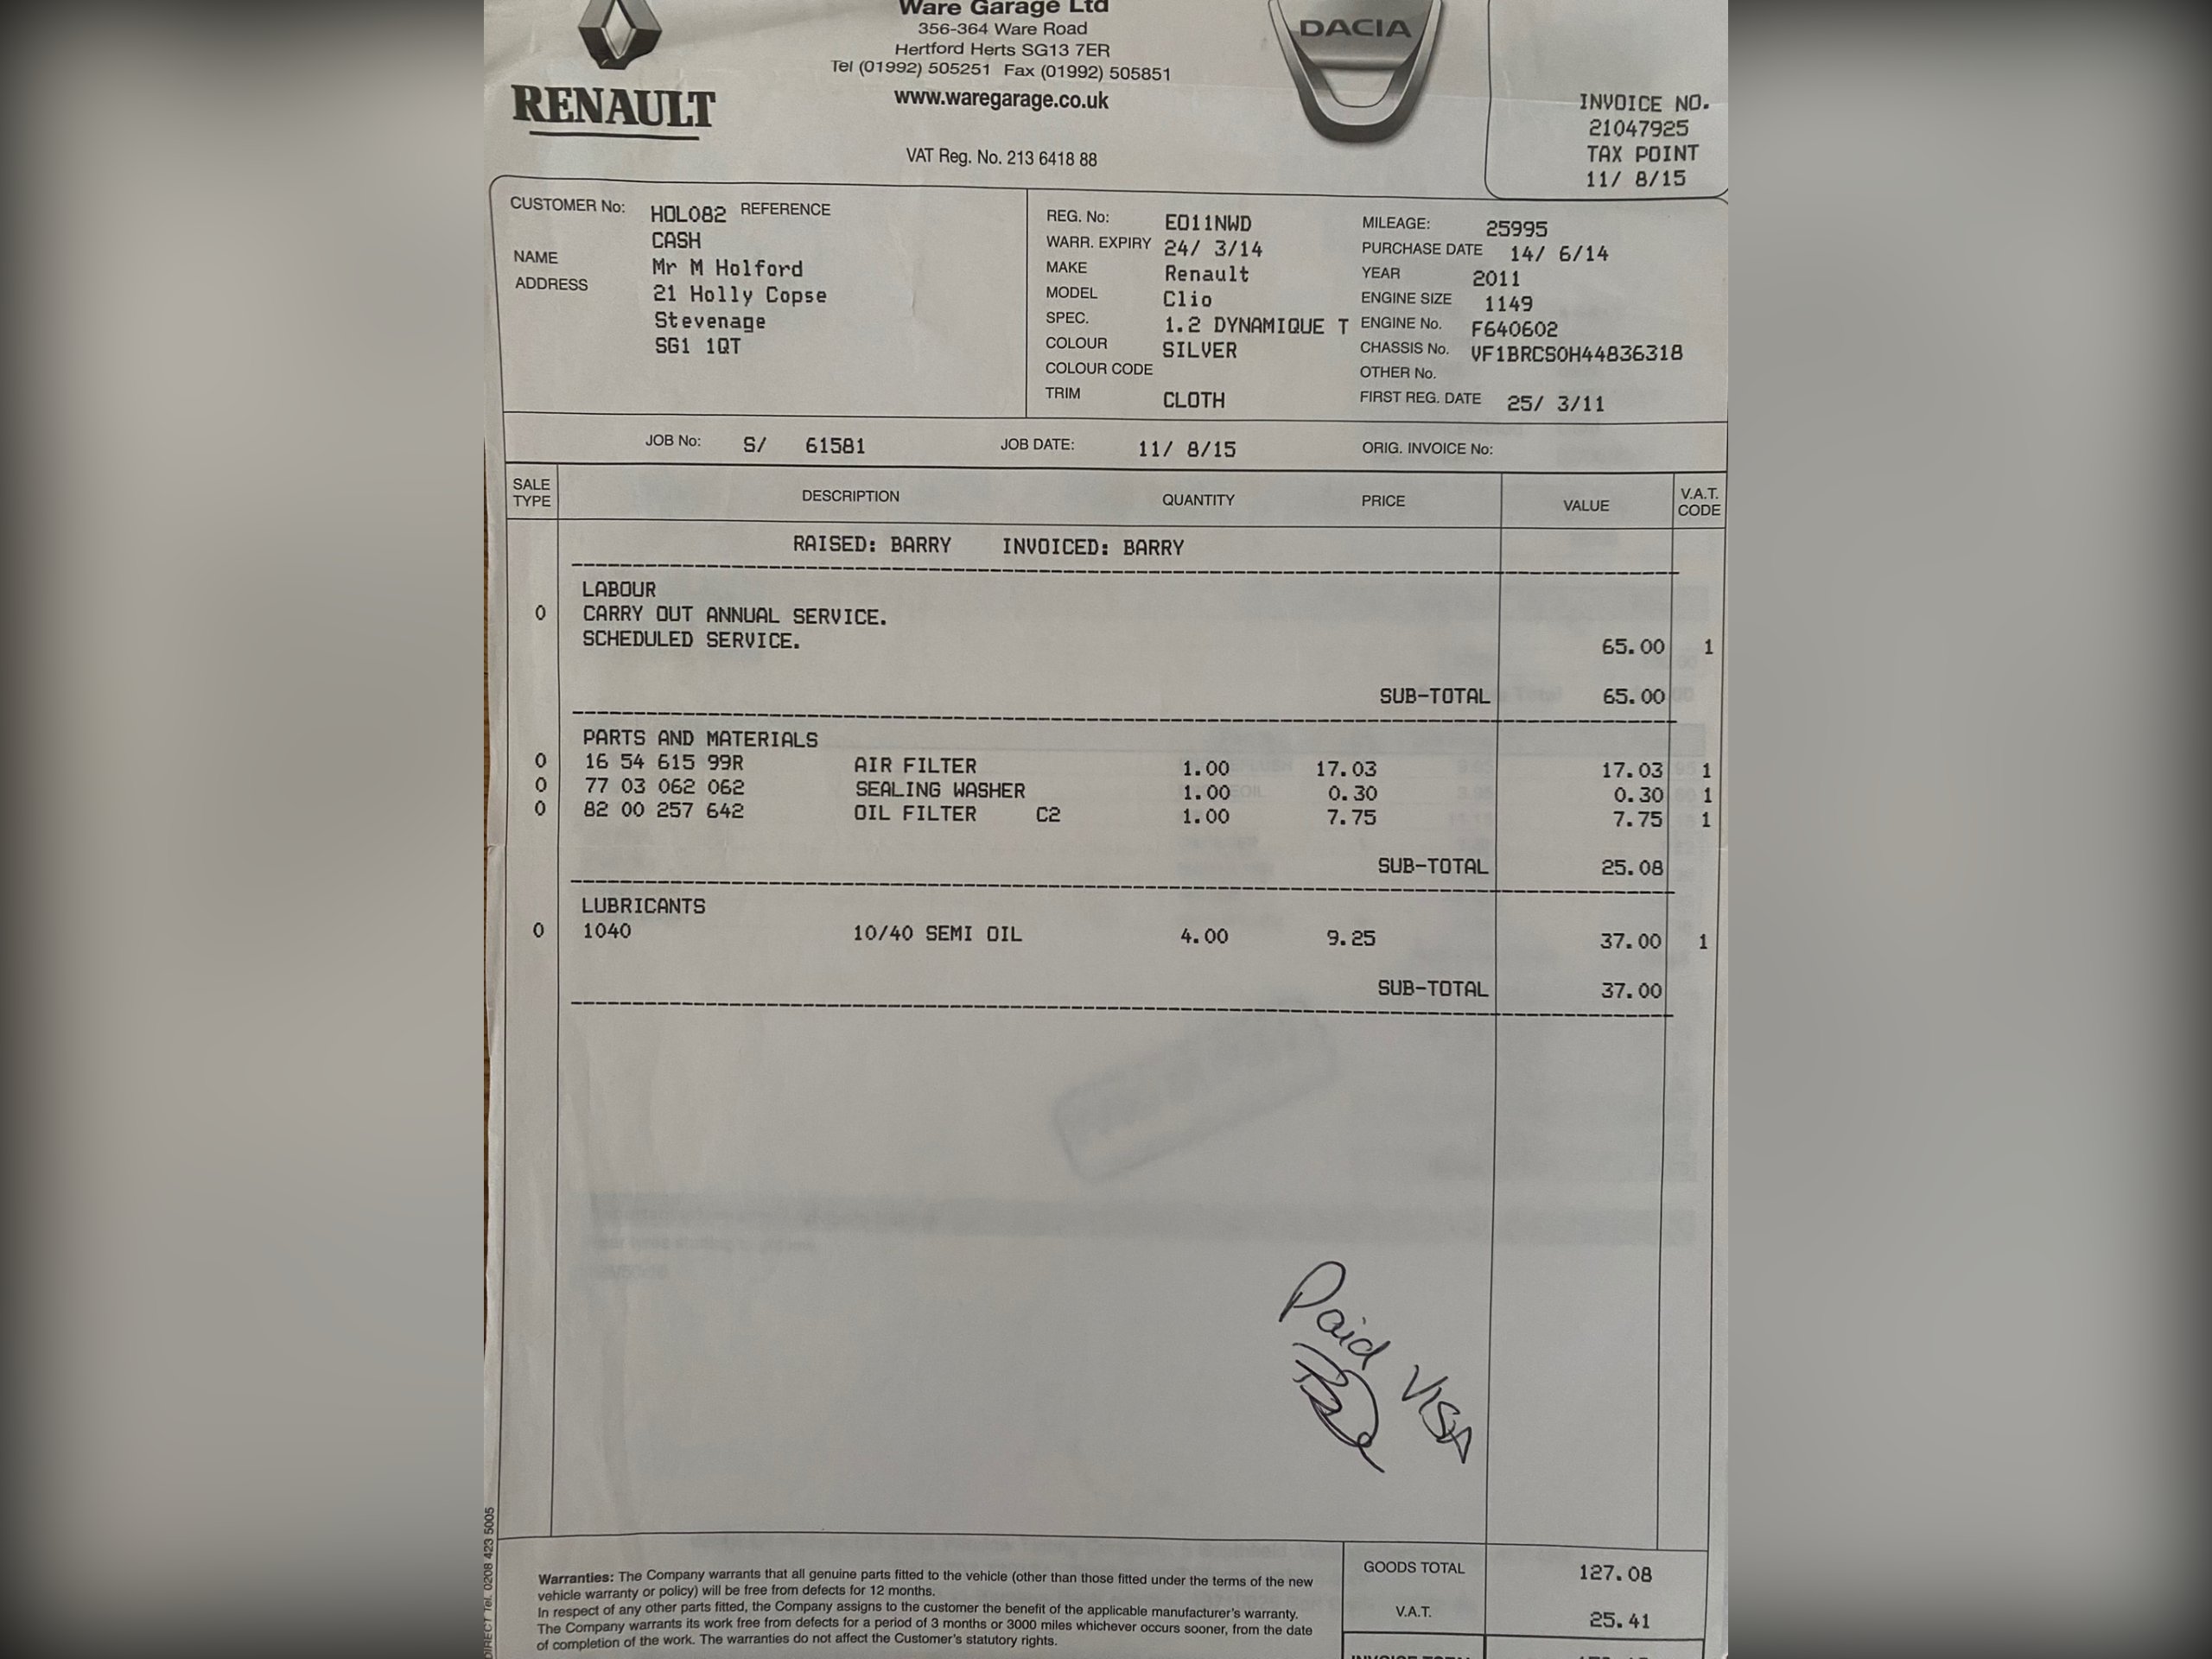 Ware Garage Ltd
356-364 Ware Road
Hertford Herts SG13 7ER
Tel (01992) 505251 Fax (01992) 505851
www.waregarage.co.uk
VAT Reg. No. 213 6418 88
RENAULT
DACIA
INVOICE NO.
21047925
TAX POINT
11/ 8/15
CUSTOMER No: HOL082 REFERENCE
CASH
NAME Mr M Holford
ADDRESS 21 Holly Copse
Stevenage
SG1 1QT
REG. No: EO11NWD MILEAGE: 25995
WARR. EXPIRY 24/ 3/14 PURCHASE DATE 14/ 6/14
MAKE Renault YEAR 2011
MODEL Clio ENGINE SIZE 1149
SPEC. 1.2 DYNAMIQUE T ENGINE No. F640602
COLOUR SILVER CHASSIS No. VF1BRCSOH44836318
COLOUR CODE OTHER No.
TRIM CLOTH FIRST REG. DATE 25/ 3/11
JOB No: S/ 61581 JOB DATE: 11/ 8/15 ORIG. INVOICE No:
SALE TYPE DESCRIPTION QUANTITY PRICE VALUE V.A.T. CODE
RAISED: BARRY INVOICED: BARRY
LABOUR
0 CARRY OUT ANNUAL SERVICE.
SCHEDULED SERVICE. 65.00 1
SUB-TOTAL 65.00
PARTS AND MATERIALS
0 16 54 615 99R AIR FILTER 1.00 17.03 17.03 1
0 77 03 062 062 SEALING WASHER 1.00 0.30 0.30 1
0 82 00 257 642 OIL FILTER C2 1.00 7.75 7.75 1
SUB-TOTAL 25.08
LUBRICANTS
0 1040 10/40 SEMI OIL 4.00 9.25 37.00 1
SUB-TOTAL 37.00
Paid VISA
GOODS TOTAL 127.08
V.A.T. 25.41
Warranties: The Company warrants that all genuine parts fitted to the vehicle (other than those fitted under the terms of the new
vehicle warranty or policy) will be free from defects for 12 months.
In respect of any other parts fitted, the Company assigns to the customer the benefit of the applicable manufacturer's warranty.
The Company warrants its work free from defects for a period of 3 months or 3000 miles whichever occurs sooner, from the date
of completion of the work. The warranties do not affect the Customer's statutory rights.
DIRECT Tel. 0208 423 5005